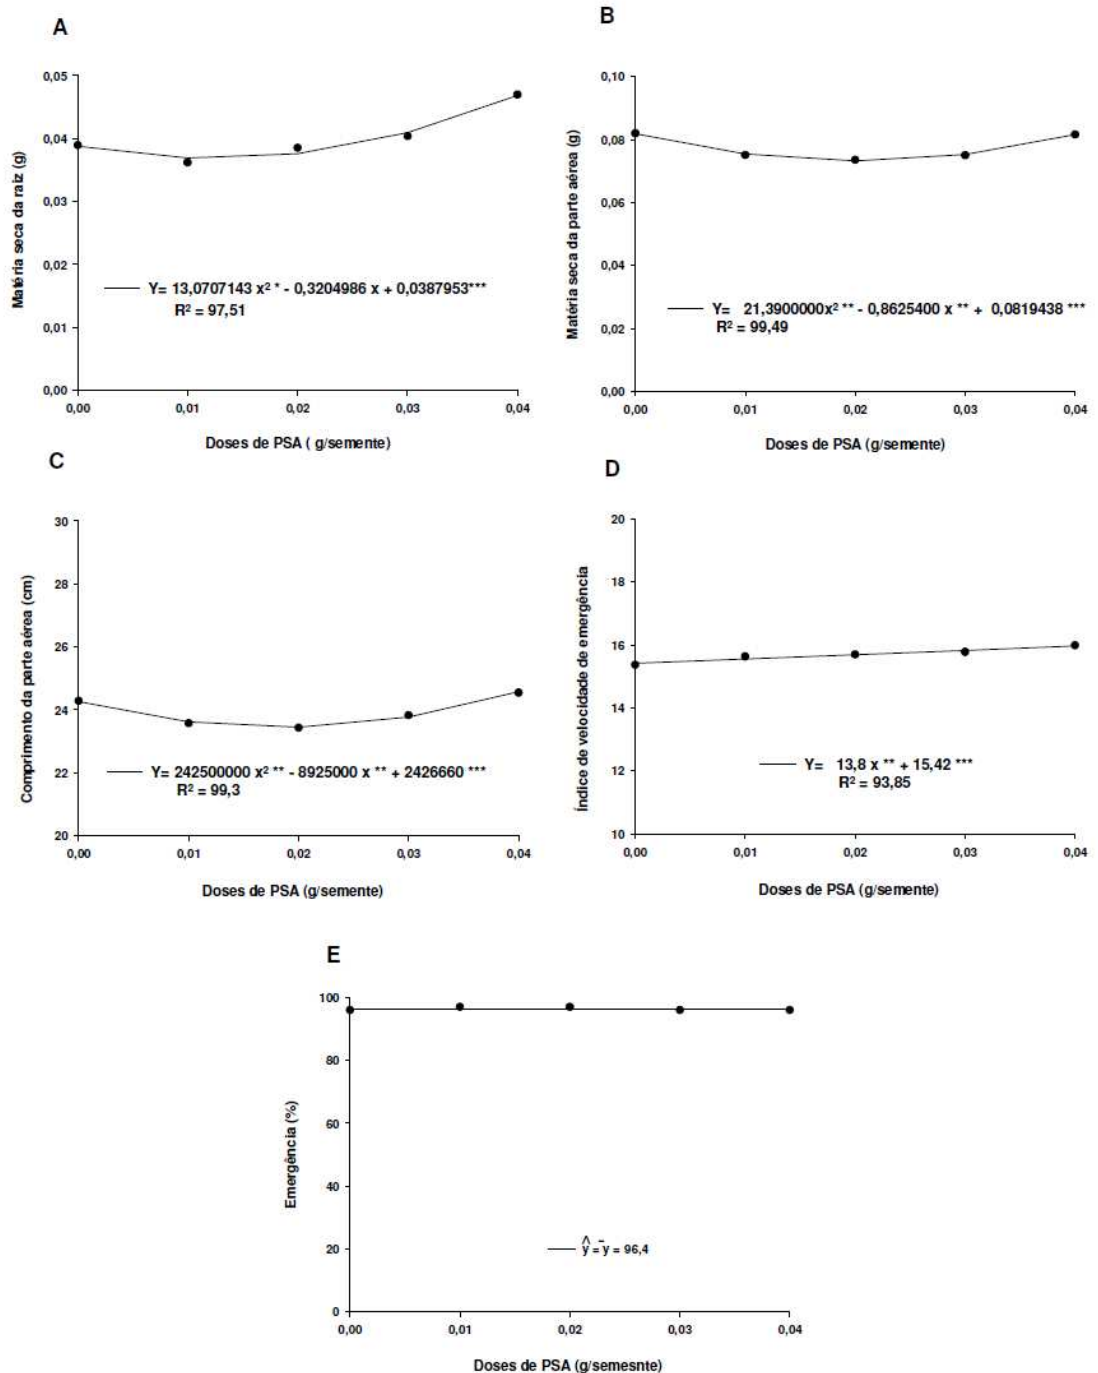 A
0,05
0,04
0,03
0,02
0,01
0,00
Matéria seca da raiz (g)
Y= 13,0707143 x² * - 0,3204986 x + 0,0387953***
R² = 97,51
0,00 0,01 0,02 0,03 0,04
Doses de PSA ( g/semente)
B
0,10
0,08
0,06
0,04
0,02
0,00
Matéria seca da parte aérea (g)
Y= 21,3900000x² ** - 0,8625400 x ** + 0,0819438 ***
R² = 99,49
0,00 0,01 0,02 0,03 0,04
Doses de PSA (g/semente)
C
30
28
26
24
22
20
Comprimento da parte aérea (cm)
Y= 242500000 x² ** - 8925000 x ** + 2426660 ***
R² = 99,3
0,00 0,01 0,02 0,03 0,04
Doses de PSA (g/semente)
D
20
18
16
14
12
10
Índice de velocidade de emergência
Y= 13,8 x ** + 15,42 ***
R² = 93,85
0,00 0,01 0,02 0,03 0,04
Doses de PSA (g/semente)
E
100
80
60
40
20
0
Emergência (%)
ŷ = ȳ = 96,4
0,00 0,01 0,02 0,03 0,04
Doses de PSA (g/semesnte)